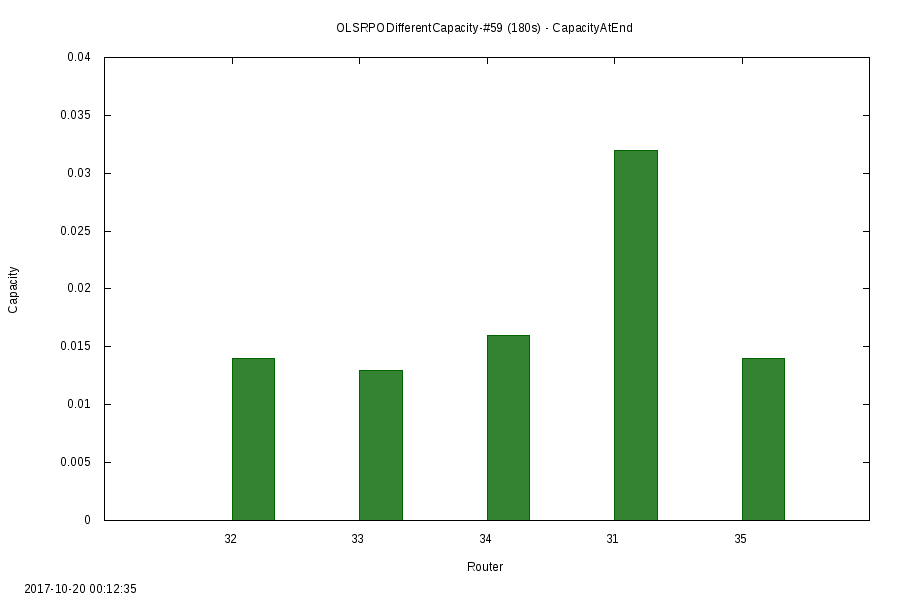 OLSRPODifferentCapacity-#59 (180s) - CapacityAtEnd
0.04
0.035
0.03
0.025
0.02
0.015
0.01
0.005
0
Capacity
32 33 34 31 35
Router
2017-10-20 00:12:35